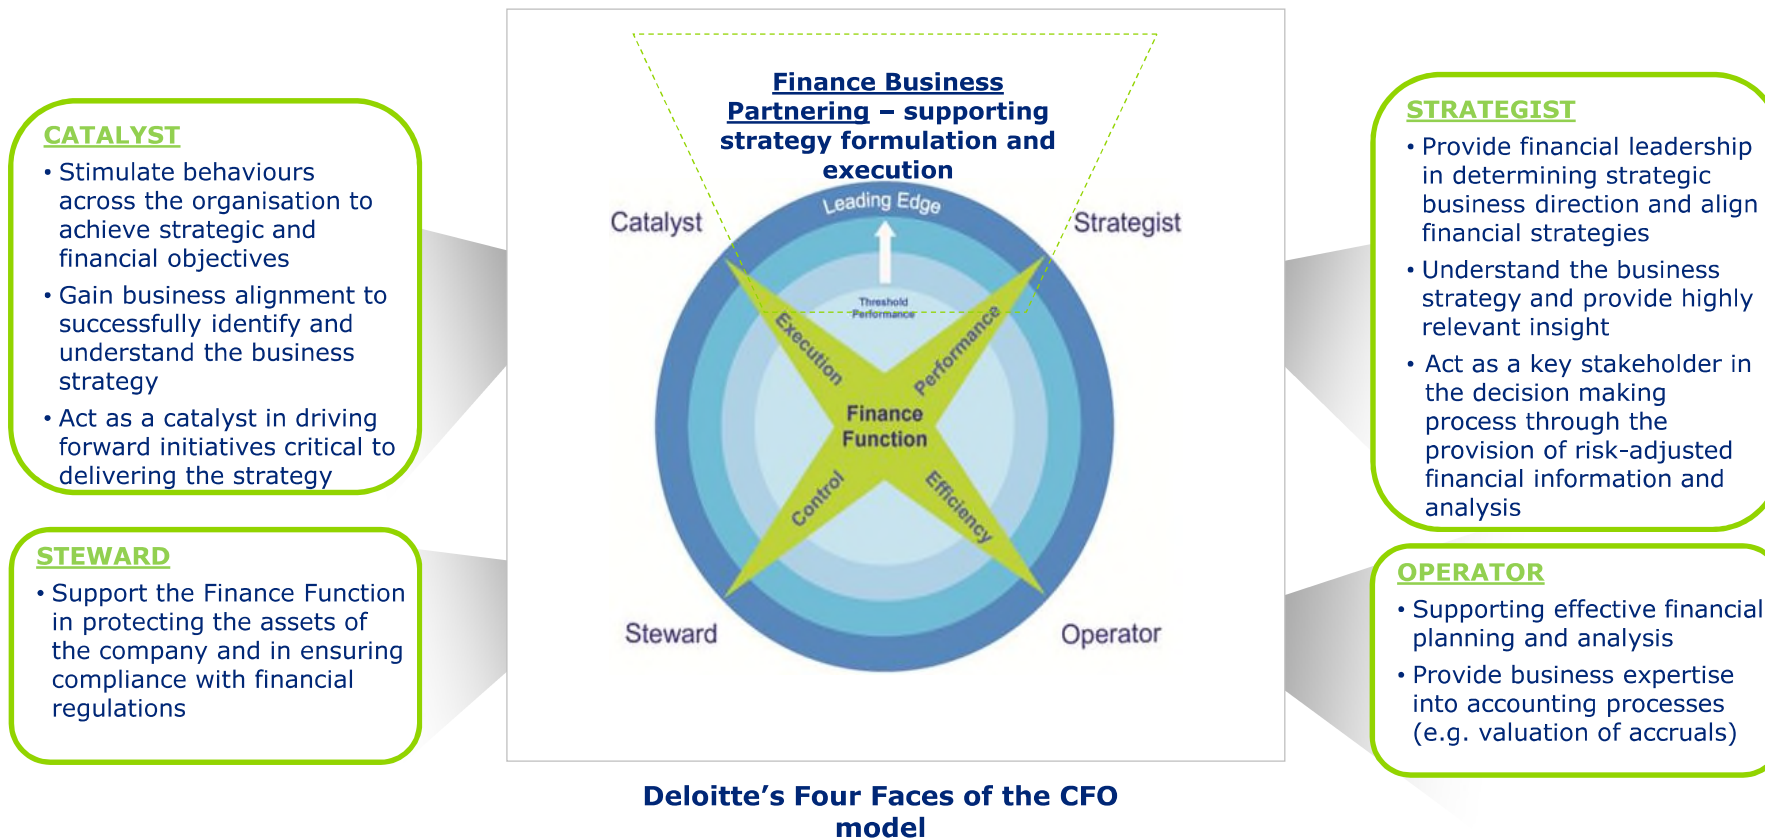 CATALYST
• Stimulate behaviours
across the organisation to
achieve strategic and
financial objectives
• Gain business alignment to
successfully identify and
understand the business
strategy
• Act as a catalyst in driving
forward initiatives critical to
delivering the strategy
STEWARD
• Support the Finance Function
in protecting the assets of
the company and in ensuring
compliance with financial
regulations
Finance Business
Partnering – supporting
strategy formulation and
execution
Leading Edge
Catalyst
Strategist
Threshold
Performance
Execution
Performance
Finance
Function
Control
Efficiency
Steward
Operator
Deloitte’s Four Faces of the CFO
model
STRATEGIST
• Provide financial leadership
in determining strategic
business direction and align
financial strategies
• Understand the business
strategy and provide highly
relevant insight
• Act as a key stakeholder in
the decision making
process through the
provision of risk-adjusted
financial information and
analysis
OPERATOR
• Supporting effective financial
planning and analysis
• Provide business expertise
into accounting processes
(e.g. valuation of accruals)